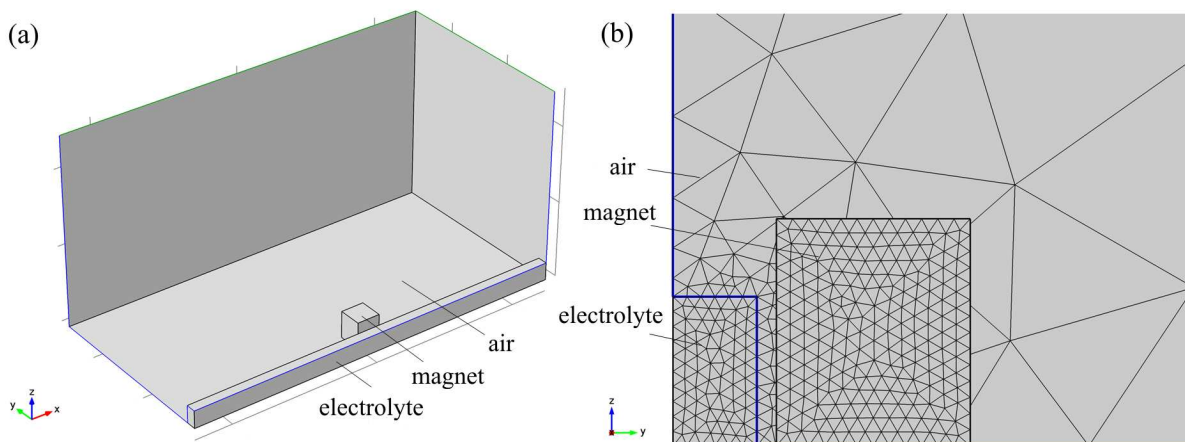 (a)
air
magnet
electrolyte
z
y
x
(b)
air
magnet
electrolyte
z
y